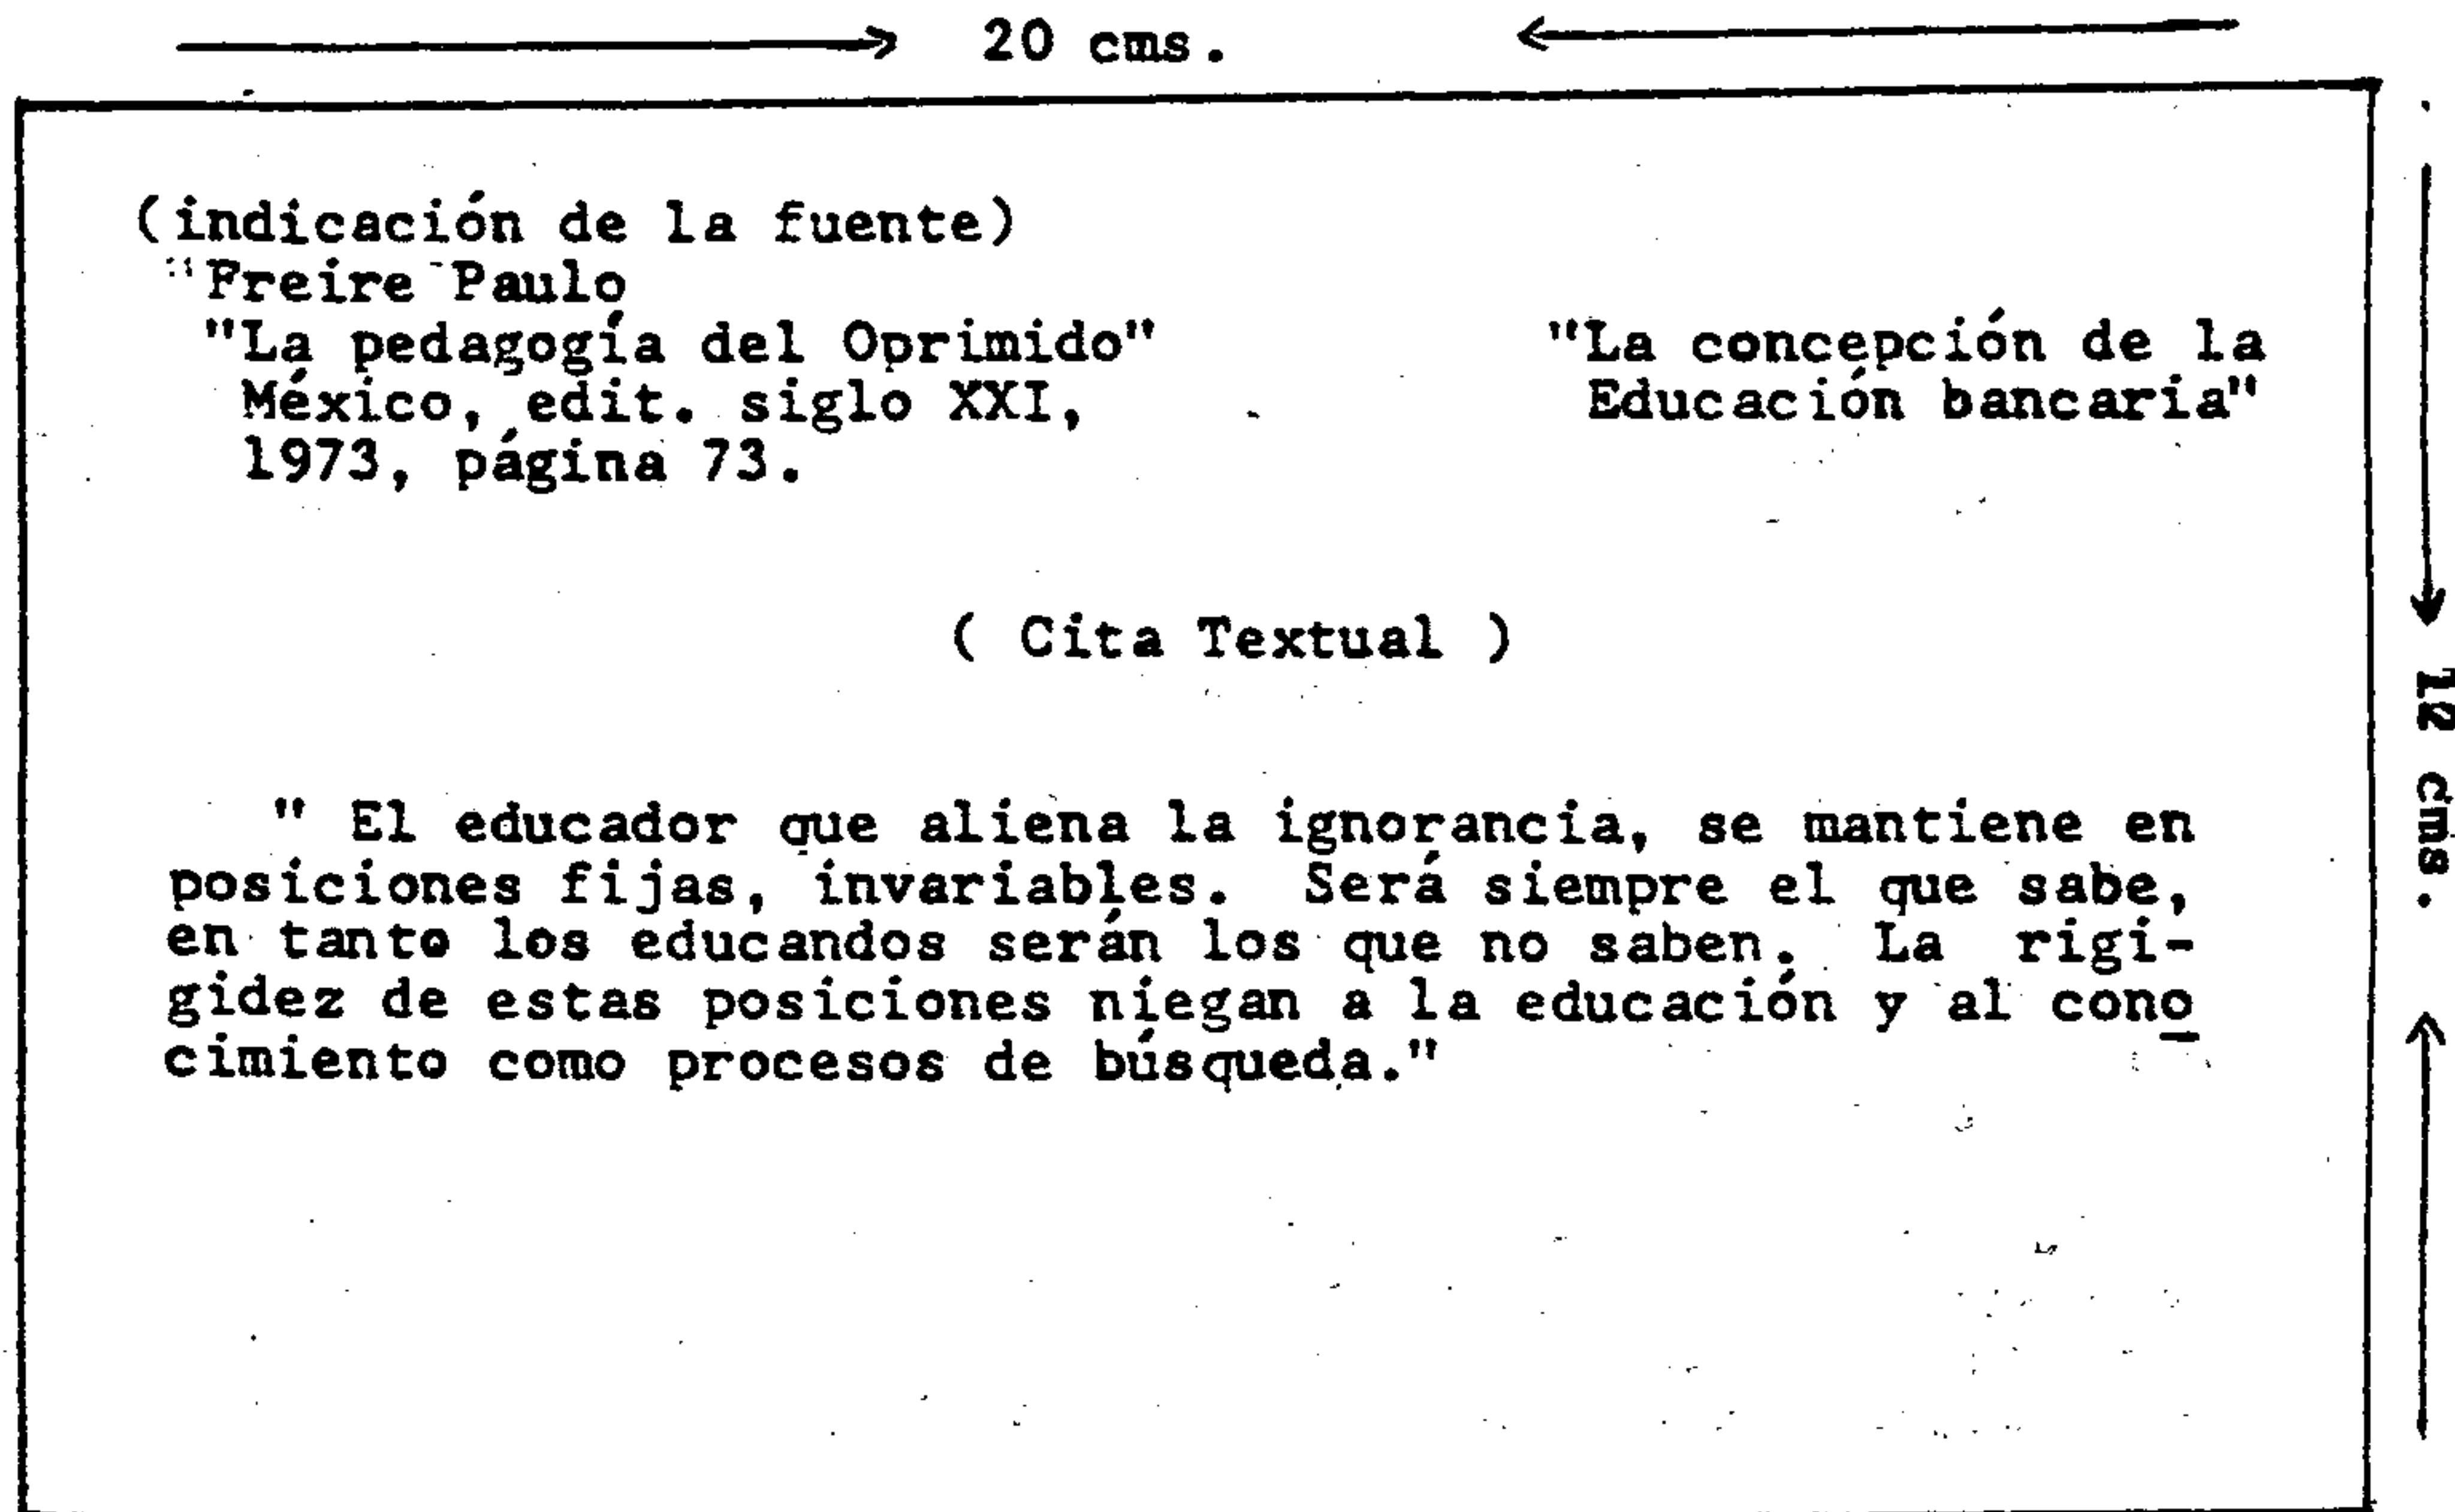 20 cms.
(indicación de la fuente)
"Freire Paulo
"La pedagogía del Oprimido"
México, edit. siglo XXI,
1973, página 73.
"La concepción de la
Educación bancaria"
( Cita Textual )
" El educador que aliena la ignorancia, se mantiene en
posiciones fijas, invariables. Será siempre el que sabe,
en tanto los educandos serán los que no saben. La rigi-
gidez de estas posiciones niegan a la educación y al cono
cimiento como procesos de búsqueda."
12 cms.